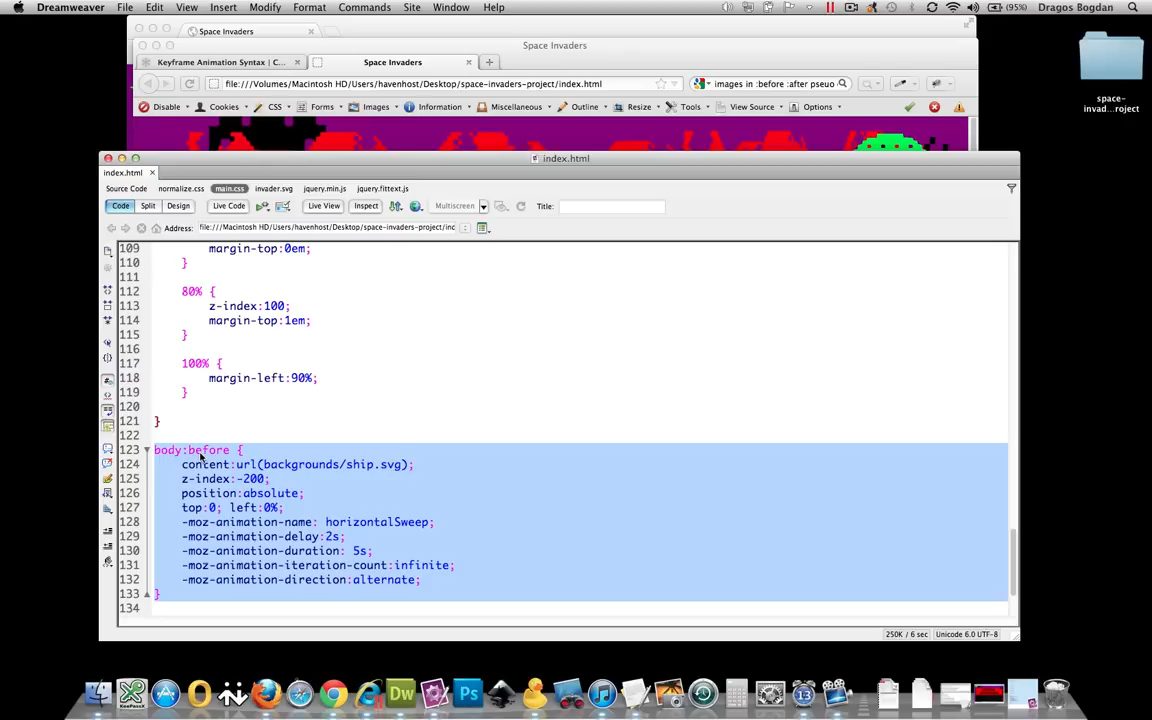 Dreamweaver File Edit View Insert Modify Format Commands Site Window Help (95%) Dragos Bogdan
Space Invaders
Space Invaders
Keyframe Animation Syntax | C... Space Invaders
file:///Volumes/Macintosh HD/Users/havenhost/Desktop/space-invaders-project/index.html images in :before :after pseuo
Disable Cookies CSS Forms Images Information Miscellaneous Outline Resize Tools View Source Options
space-
invad...roject
index.html
index.html
Source Code normalize.css main.css invader.svg jquery.min.js jquery.fittext.js
Code Split Design Live Code Live View Inspect Multiscreen Title:
Address: file:///Macintosh HD/Users/havenhost/Desktop/space-invaders-project/inc
109 margin-top:0em;
110 }
111
112 80% {
113 z-index:100;
114 margin-top:1em;
115 }
116
117 100% {
118 margin-left:90%;
119 }
120
121 }
122
123 body:before {
124 content:url(backgrounds/ship.svg);
125 z-index:-200;
126 position:absolute;
127 top:0; left:0%;
128 -moz-animation-name: horizontalSweep;
129 -moz-animation-delay:2s;
130 -moz-animation-duration: 5s;
131 -moz-animation-iteration-count:infinite;
132 -moz-animation-direction:alternate;
133 }
134
250K / 6 sec Unicode 6.0 UTF-8
Dw Ps 13